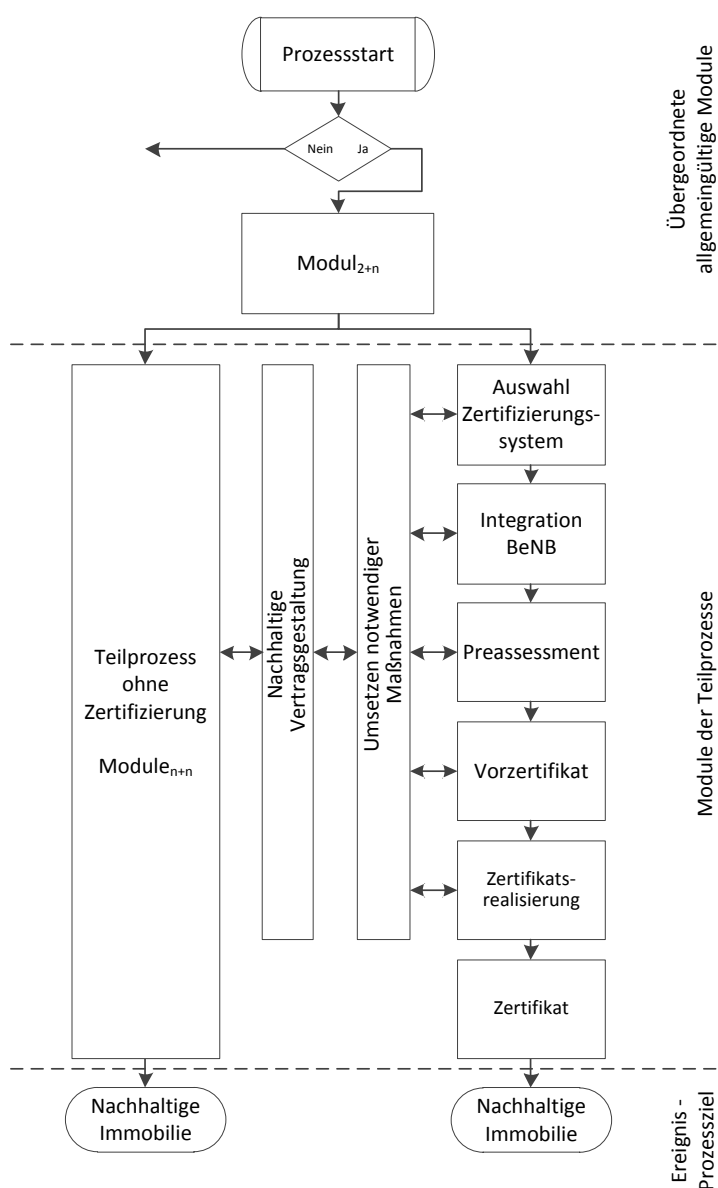 Prozessstart
Nein Ja
Modul2+n
Übergeordnete
allgemeingültige Module
Teilprozess
ohne
Zertifizierung
Modulen+n
Nachhaltige
Vertragsgestaltung
Umsetzen notwendiger
Maßnahmen
Auswahl
Zertifizierungs-
system
Integration
BeNB
Preassessment
Vorzertifikat
Zertifikats-
realisierung
Zertifikat
Module der Teilprozesse
Nachhaltige
Immobilie
Nachhaltige
Immobilie
Ereignis -
Prozessziel